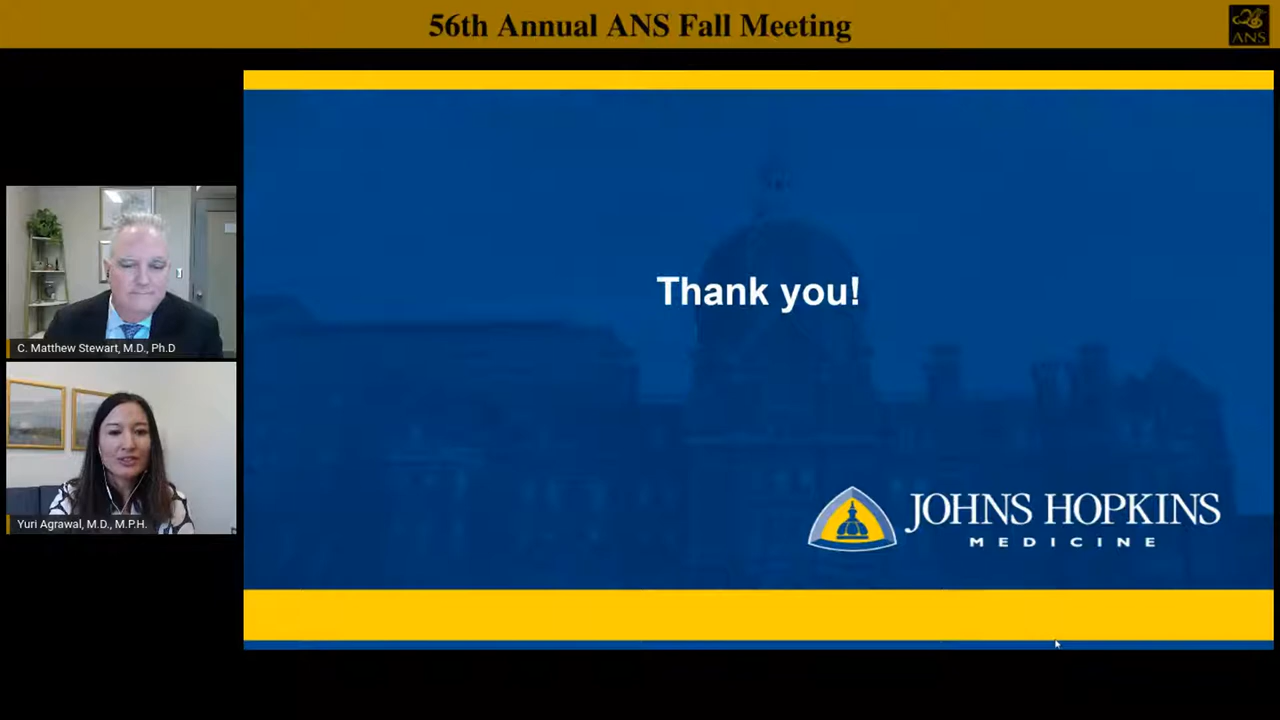 56th Annual ANS Fall Meeting
ANS
Thank you!
C. Matthew Stewart, M.D., Ph.D
Yuri Agrawal, M.D., M.P.H.
JOHNS HOPKINS
MEDICINE